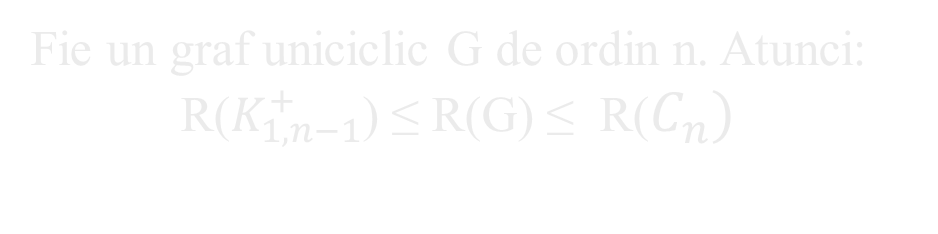 Fie un graf uniciclic G de ordin n. Atunci:
R(K⁺₁,ₙ₋₁) ≤ R(G) ≤ R(Cₙ)